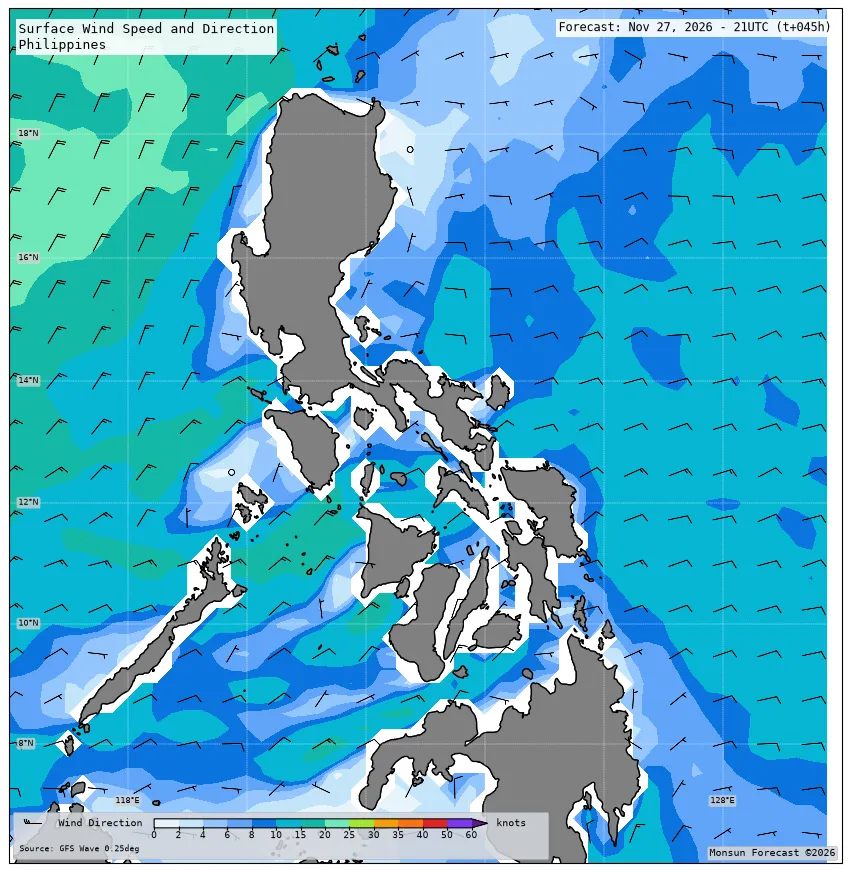 Surface Wind Speed and Direction
Philippines
Forecast: Nov 27, 2026 - 21UTC (t+045h)
18°N
16°N
14°N
12°N
10°N
8°N
118°E
128°E
Wind Direction
knots
0 2 4 6 8 10 15 20 25 30 35 40 50 60
Source: GFS Wave 0.25deg
Monsun Forecast ©2026